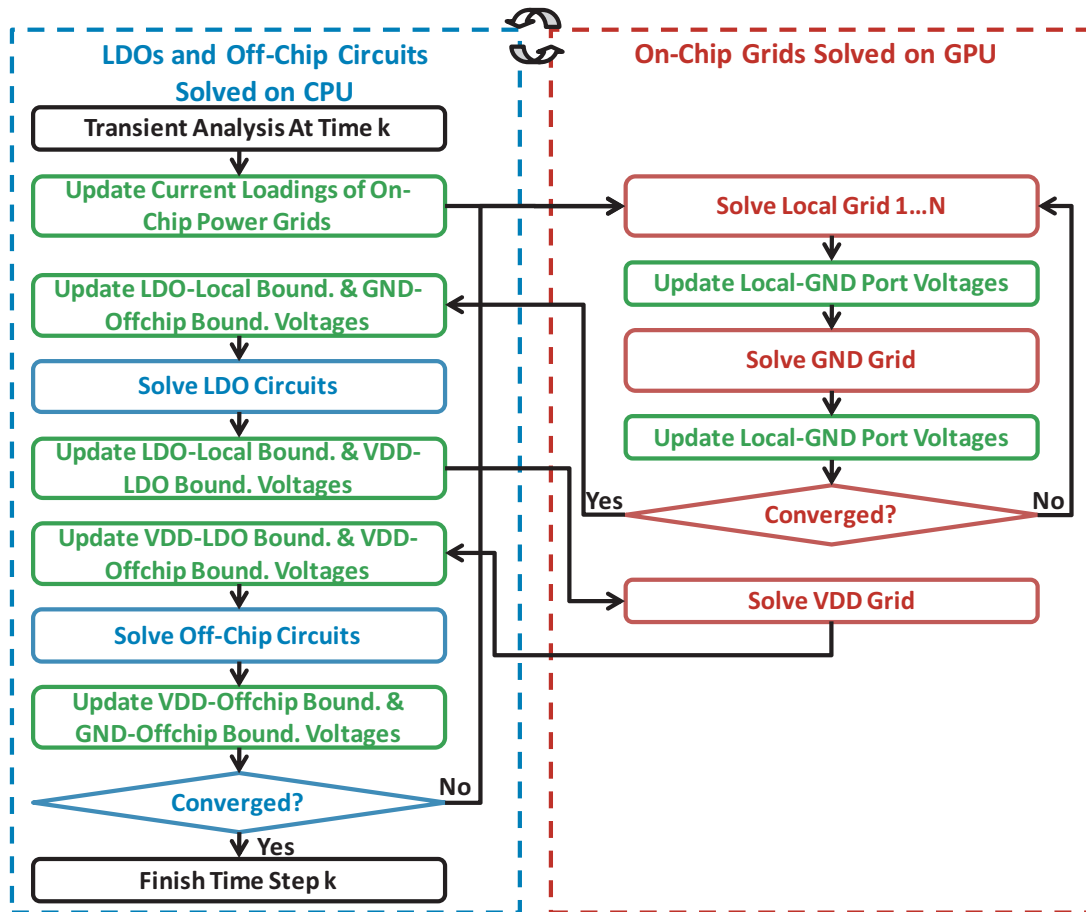 LDOs and Off-Chip Circuits
Solved on CPU
Transient Analysis At Time k
Update Current Loadings of On-
Chip Power Grids
Update LDO-Local Bound. & GND-
Offchip Bound. Voltages
Solve LDO Circuits
Update LDO-Local Bound. & VDD-
LDO Bound. Voltages
Update VDD-LDO Bound. & VDD-
Offchip Bound. Voltages
Solve Off-Chip Circuits
Update VDD-Offchip Bound. &
GND-Offchip Bound. Voltages
Converged?
No
Yes
Finish Time Step k
On-Chip Grids Solved on GPU
Solve Local Grid 1...N
Update Local-GND Port Voltages
Solve GND Grid
Update Local-GND Port Voltages
Yes
Converged?
No
Solve VDD Grid